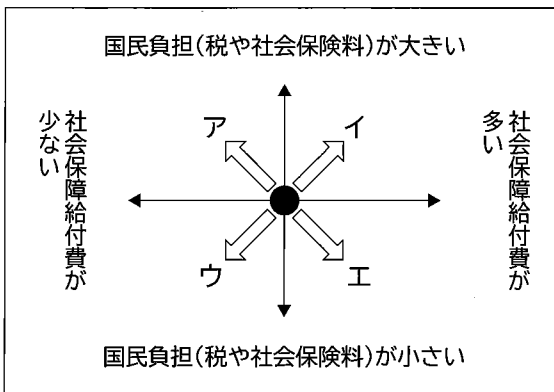 国民負担(税や社会保険料)が大きい
社会保障給付費が
少ない
ア
イ
社会保障給付費が
多い
ウ
エ
国民負担(税や社会保険料)が小さい